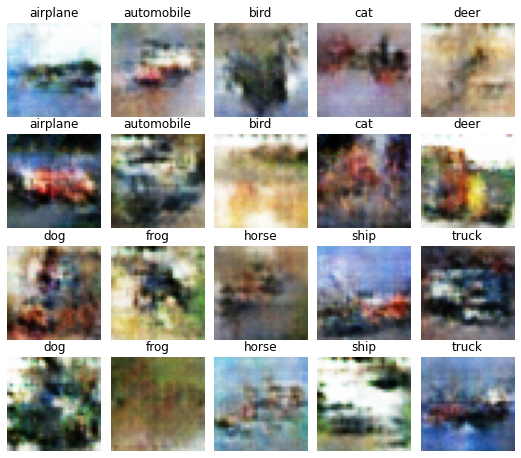 airplane automobile bird cat deer
airplane automobile bird cat deer
dog frog horse ship truck
dog frog horse ship truck